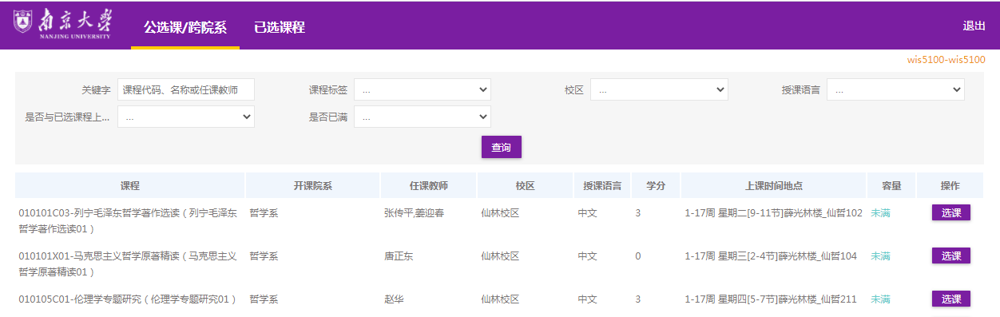 南京大学
NANJING UNIVERSITY
公选课/跨院系 已选课程
退出
wis5100-wis5100
关键字 课程代码、名称或任课教师 课程标签 ... 校区 ... 授课语言 ...
是否与已选课程上... ... 是否已满 ...
查询
课程 开课院系 任课教师 校区 授课语言 学分 上课时间地点 容量 操作
010101C03-列宁毛泽东哲学著作选读（列宁毛泽东 哲学系 张传平,姜迎春 仙林校区 中文 3 1-17周 星期二[9-11节]薛光林楼_仙哲102 未满 选课
哲学著作选读01）
010101X01-马克思主义哲学原著精读（马克思主义 哲学系 唐正东 仙林校区 中文 0 1-17周 星期三[2-4节]薛光林楼_仙哲104 未满 选课
哲学原著精读01）
010105C01-伦理学专题研究（伦理学专题研究01） 哲学系 赵华 仙林校区 中文 3 1-17周 星期四[5-7节]薛光林楼_仙哲211 未满 选课